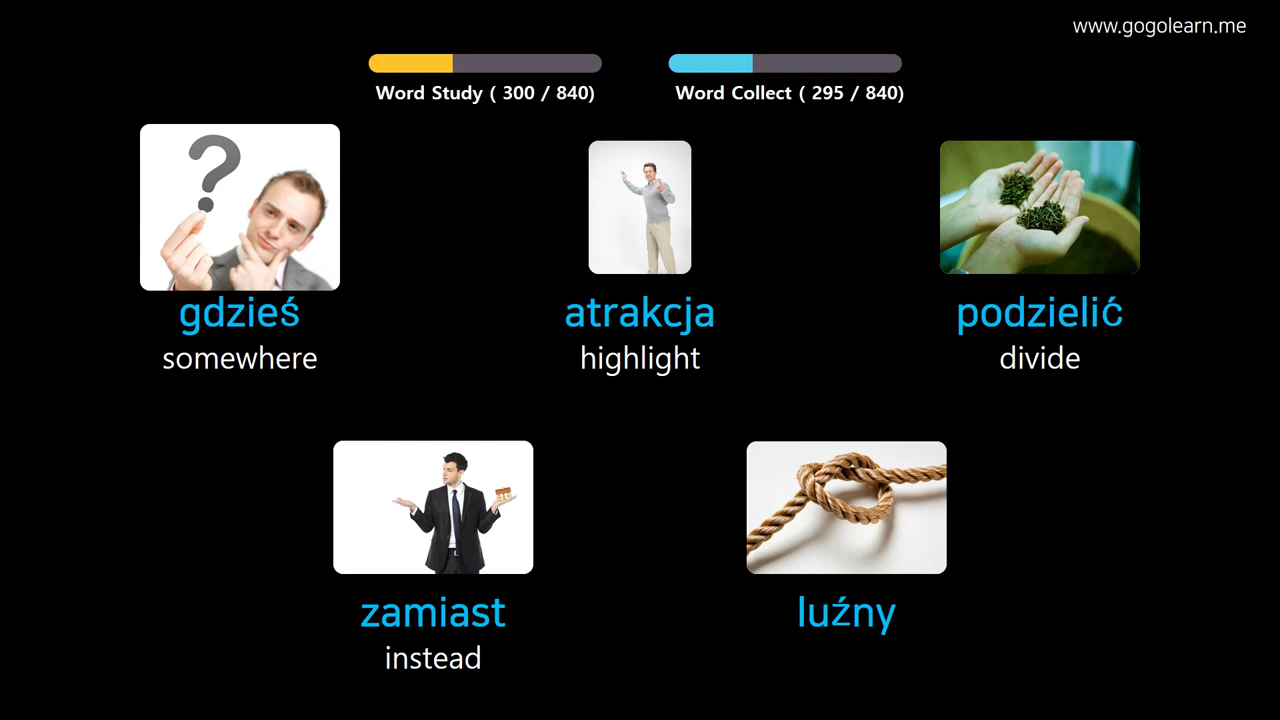 www.gogolearn.me
Word Study ( 300 / 840)
Word Collect ( 295 / 840)
gdzieś
somewhere
atrakcja
highlight
podzielić
divide
zamiast
instead
luźny